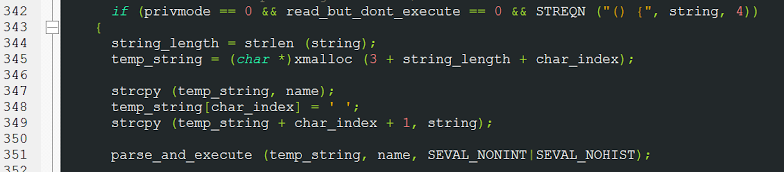 342 if (privmode == 0 && read_but_dont_execute == 0 && STREQN ("() {", string, 4))
343 {
344 string_length = strlen (string);
345 temp_string = (char *)xmalloc (3 + string_length + char_index);
346
347 strcpy (temp_string, name);
348 temp_string[char_index] = ' ';
349 strcpy (temp_string + char_index + 1, string);
350
351 parse_and_execute (temp_string, name, SEVAL_NONINT|SEVAL_NOHIST);
352